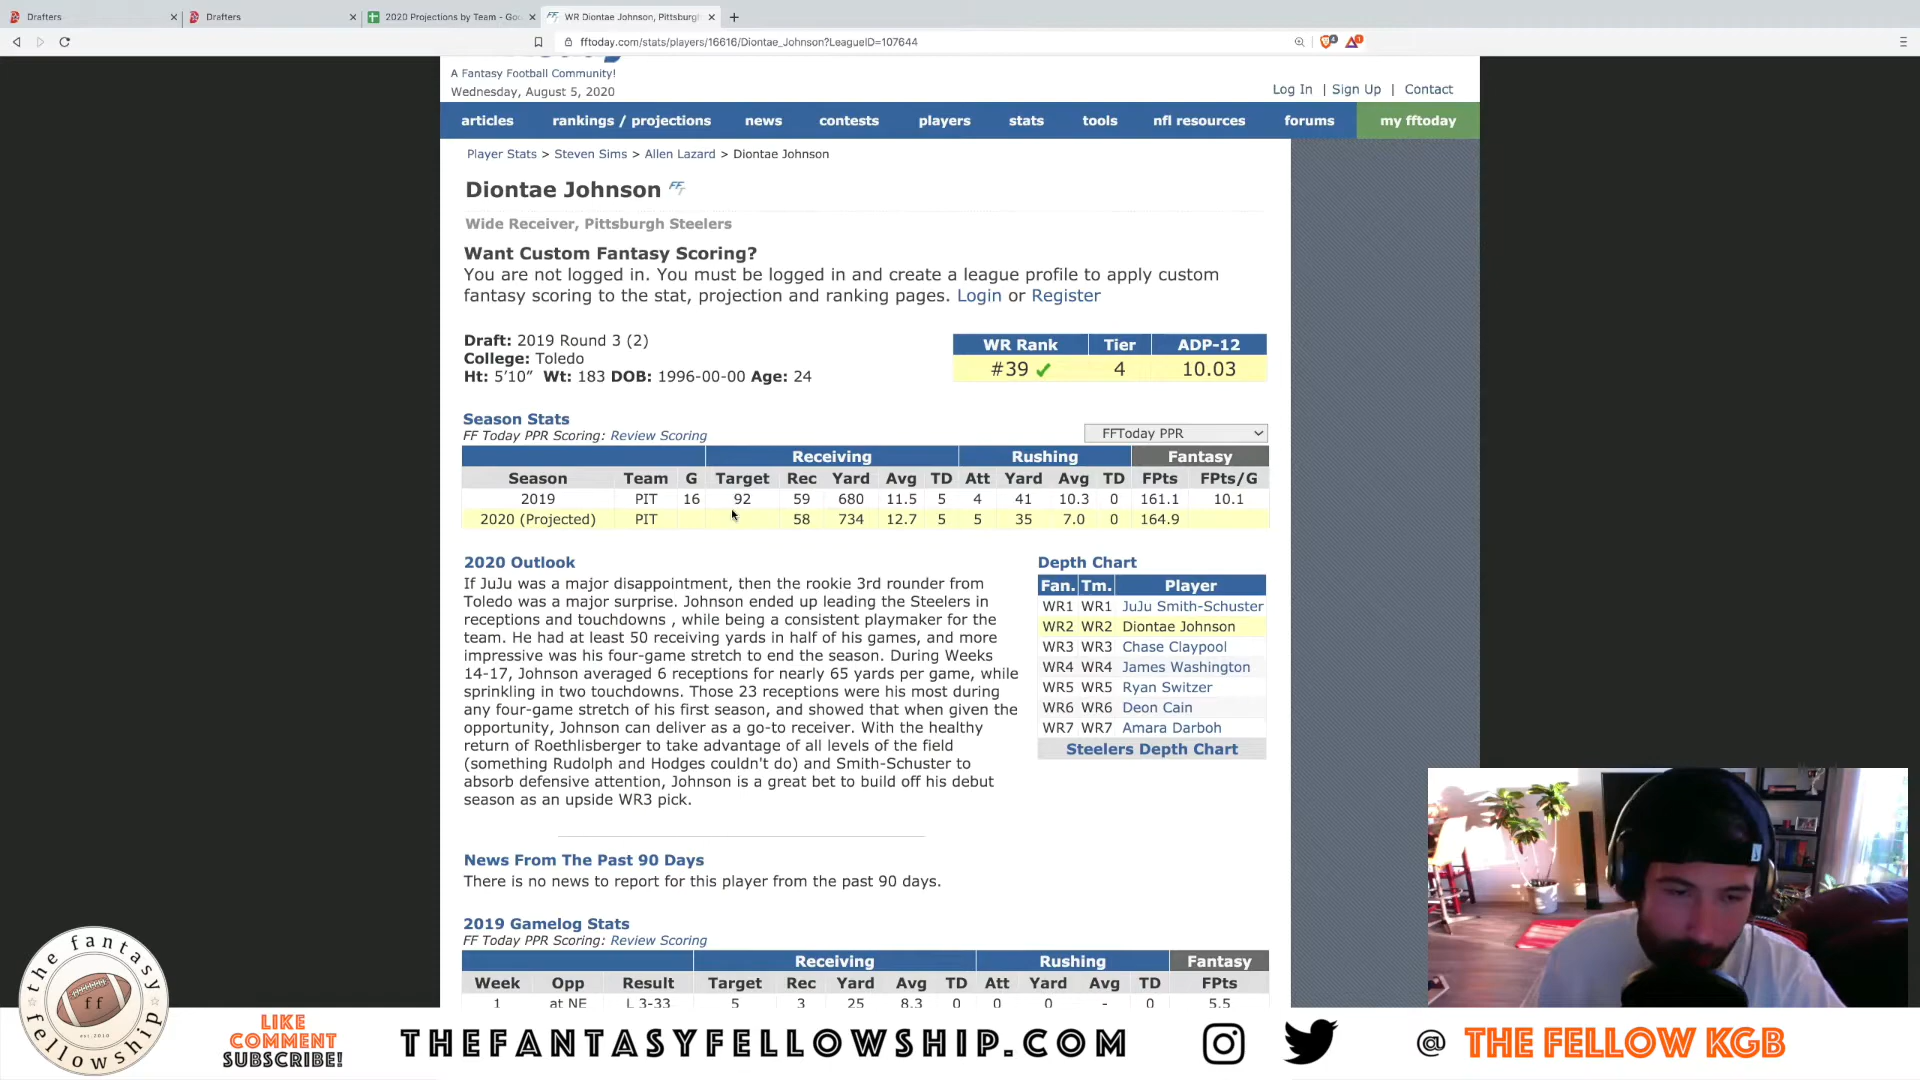 Drafters
Drafters
2020 Projections by Team - Go
WR Diontae Johnson, Pittsburg
fftoday.com/stats/players/16616/Diontae_Johnson?LeagueID=107644
A Fantasy Football Community!
Wednesday, August 5, 2020
Log In | Sign Up | Contact
articles rankings / projections news contests players stats tools nfl resources forums my fftoday
Player Stats > Steven Sims > Allen Lazard > Diontae Johnson
Diontae Johnson
Wide Receiver, Pittsburgh Steelers
Want Custom Fantasy Scoring?
You are not logged in. You must be logged in and create a league profile to apply custom
fantasy scoring to the stat, projection and ranking pages. Login or Register
Draft: 2019 Round 3 (2)
College: Toledo
Ht: 5'10" Wt: 183 DOB: 1996-00-00 Age: 24
WR Rank Tier ADP-12
#39 ✓ 4 10.03
Season Stats
FF Today PPR Scoring: Review Scoring
FFToday PPR
Receiving Rushing Fantasy
Season Team G Target Rec Yard Avg TD Att Yard Avg TD FPts FPts/G
2019 PIT 16 92 59 680 11.5 5 4 41 10.3 0 161.1 10.1
2020 (Projected) PIT 58 734 12.7 5 5 35 7.0 0 164.9
2020 Outlook
If JuJu was a major disappointment, then the rookie 3rd rounder from
Toledo was a major surprise. Johnson ended up leading the Steelers in
receptions and touchdowns , while being a consistent playmaker for the
team. He had at least 50 receiving yards in half of his games, and more
impressive was his four-game stretch to end the season. During Weeks
14-17, Johnson averaged 6 receptions for nearly 65 yards per game, while
sprinkling in two touchdowns. Those 23 receptions were his most during
any four-game stretch of his first season, and showed that when given the
opportunity, Johnson can deliver as a go-to receiver. With the healthy
return of Roethlisberger to take advantage of all levels of the field
(something Rudolph and Hodges couldn't do) and Smith-Schuster to
absorb defensive attention, Johnson is a great bet to build off his debut
season as an upside WR3 pick.
Depth Chart
Fan. Tm. Player
WR1 WR1 JuJu Smith-Schuster
WR2 WR2 Diontae Johnson
WR3 WR3 Chase Claypool
WR4 WR4 James Washington
WR5 WR5 Ryan Switzer
WR6 WR6 Deon Cain
WR7 WR7 Amara Darboh
Steelers Depth Chart
News From The Past 90 Days
There is no news to report for this player from the past 90 days.
2019 Gamelog Stats
FF Today PPR Scoring: Review Scoring
Receiving Rushing Fantasy
Week Opp Result Target Rec Yard Avg TD Att Yard Avg TD FPts
1 at NE L 3-33 5 3 25 8.3 0 0 0 - 0 5.5
the fantasy
ff
est. 2010
fellowship
LIKE
COMMENT
SUBSCRIBE!
THEFANTASYFELLOWSHIP.COM
@ THE FELLOW KGB